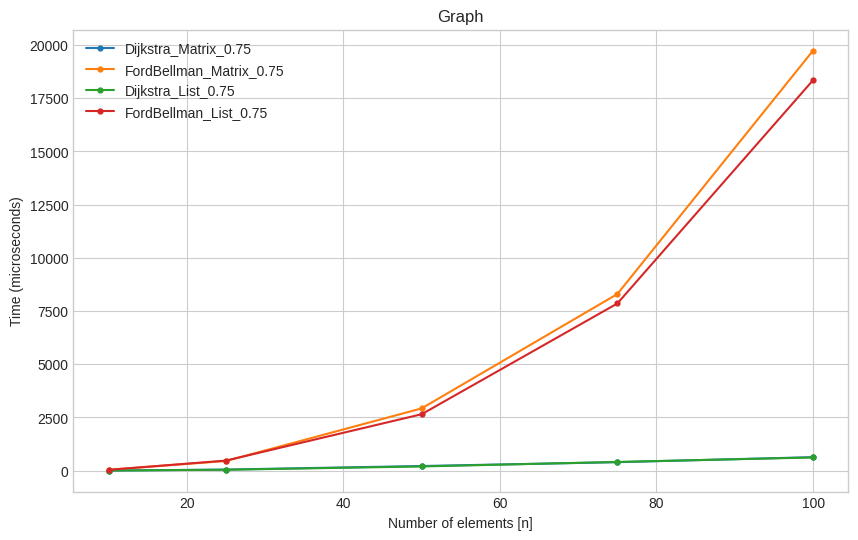 Graph
Dijkstra_Matrix_0.75
FordBellman_Matrix_0.75
Dijkstra_List_0.75
FordBellman_List_0.75
20000
17500
15000
12500
10000
7500
5000
2500
0
Time (microseconds)
20 40 60 80 100
Number of elements [n]